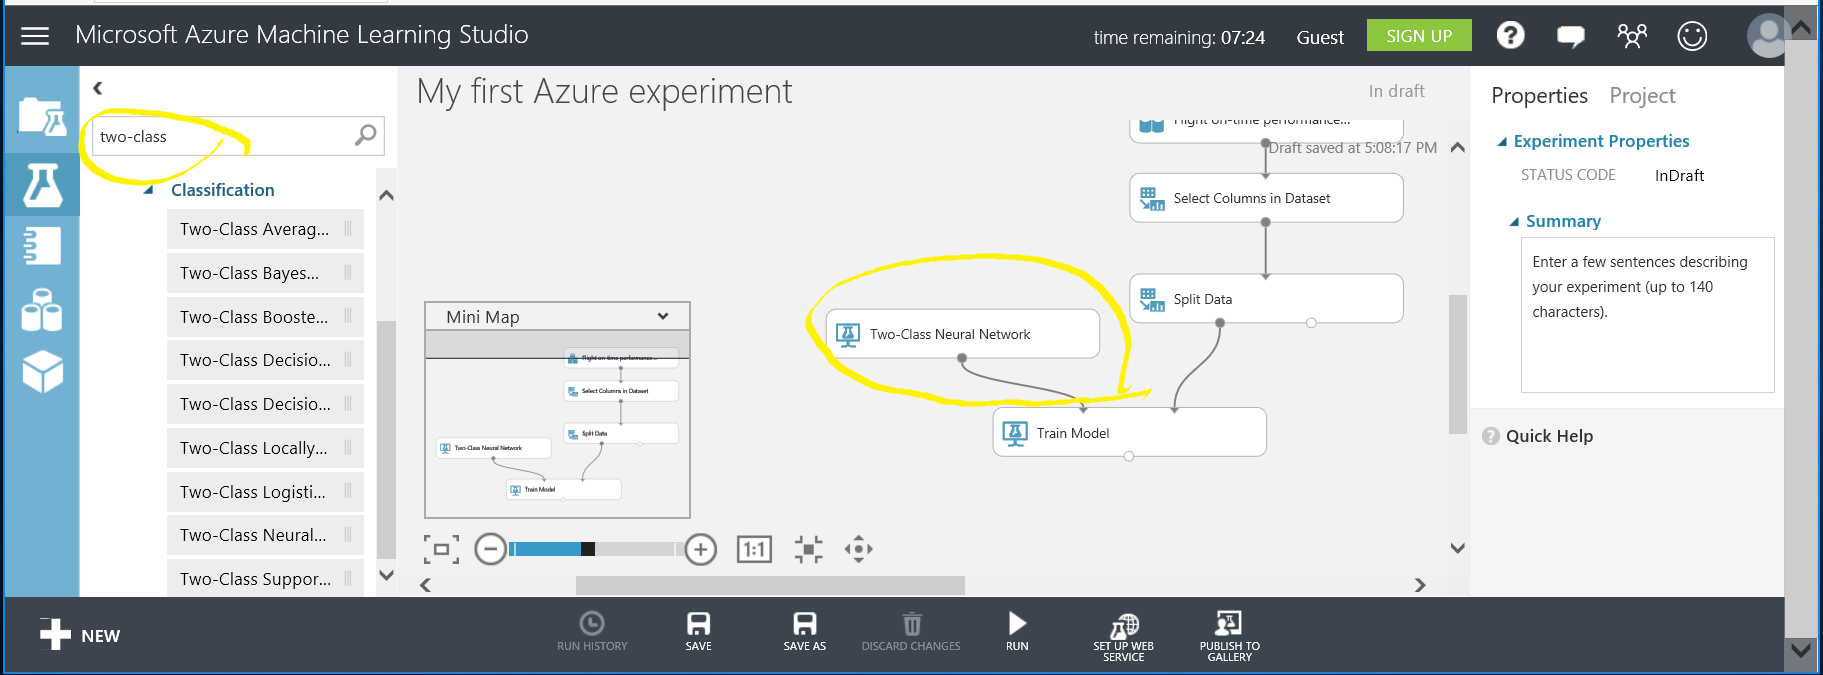 Microsoft Azure Machine Learning Studio
time remaining: 07:24 Guest SIGN UP
two-class
Classification
Two-Class Averag...
Two-Class Bayes...
Two-Class Booste...
Two-Class Decisio...
Two-Class Decisio...
Two-Class Locally...
Two-Class Logisti...
Two-Class Neural...
Two-Class Suppor...
My first Azure experiment
In draft
Flight on-time performance...
Draft saved at 5:08:17 PM
Select Columns in Dataset
Split Data
Two-Class Neural Network
Train Model
Mini Map
Flight on-time performance...
Select Columns in Dataset
Split Data
Two-Class Neural Network
Train Model
1:1
Properties Project
Experiment Properties
STATUS CODE InDraft
Summary
Enter a few sentences describing
your experiment (up to 140
characters).
Quick Help
NEW
RUN HISTORY
SAVE
SAVE AS
DISCARD CHANGES
RUN
SET UP WEB
SERVICE
PUBLISH TO
GALLERY